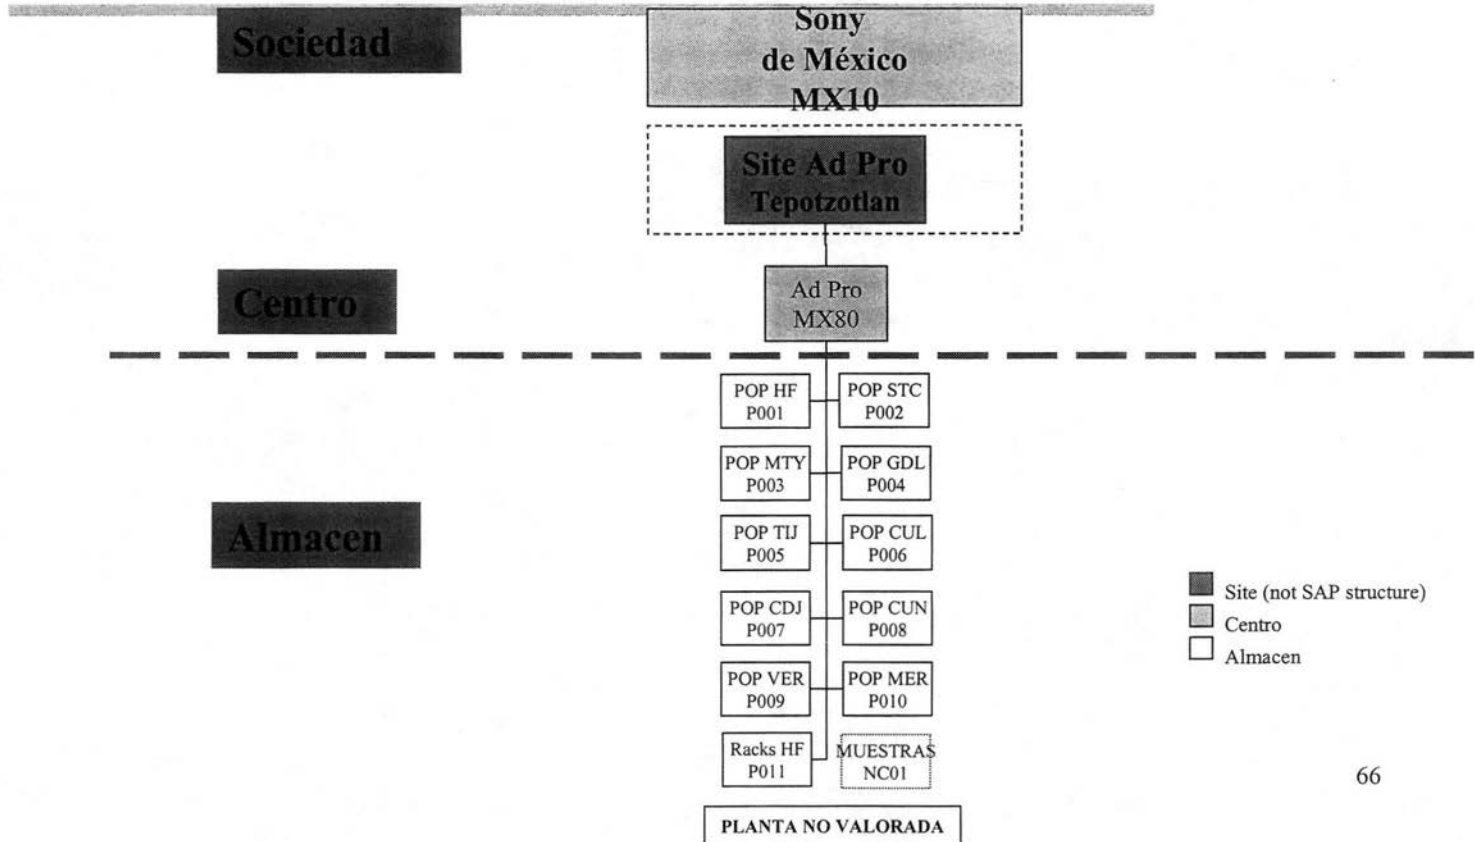 Sociedad
Sony
de México
MX10
Site Ad Pro
Tepotzotlan
Centro
Ad Pro
MX80
POP HF
P001
POP STC
P002
POP MTY
P003
POP GDL
P004
Almacen
POP TIJ
P005
POP CUL
P006
POP CDJ
P007
POP CUN
P008
POP VER
P009
POP MER
P010
Racks HF
P011
MUESTRAS
NC01
PLANTA NO VALORADA
Site (not SAP structure)
Centro
Almacen
66